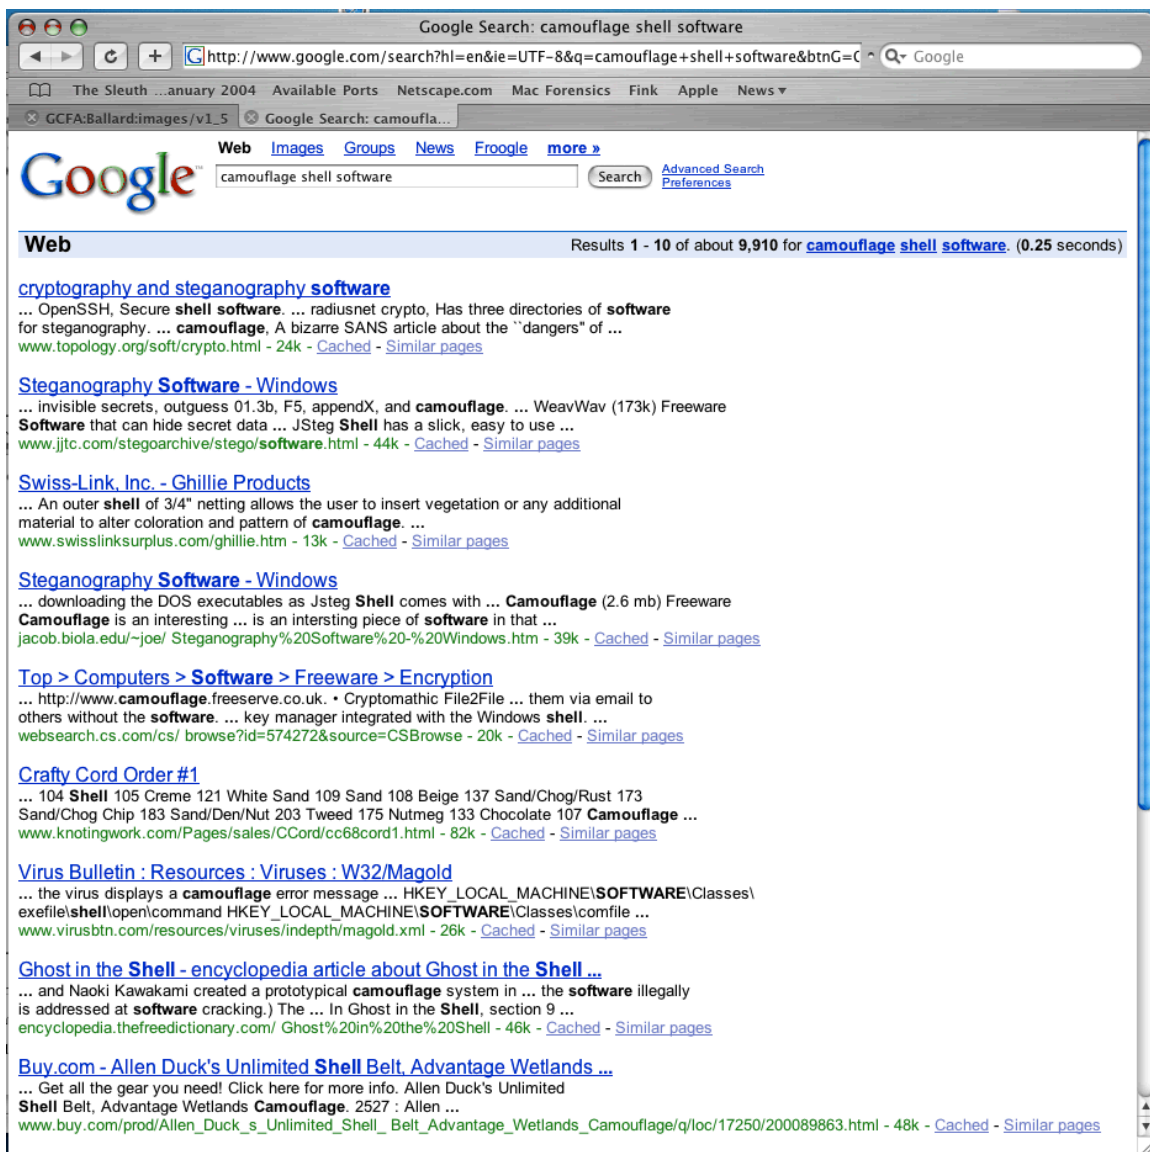 Google Search: camouflage shell software
http://www.google.com/search?hl=en&ie=UTF-8&q=camouflage+shell+software&btnG=G
Google
The Sleuth ...anuary 2004 Available Ports Netscape.com Mac Forensics Fink Apple News
GCFA:Ballard:images/v1_5 Google Search: camoufla...
Web Images Groups News Froogle more »
Google
camouflage shell software
Search
Advanced Search
Preferences
Web Results 1 - 10 of about 9,910 for camouflage shell software. (0.25 seconds)
cryptography and steganography software
... OpenSSH, Secure shell software. ... radiusnet crypto, Has three directories of software
for steganography. ... camouflage, A bizarre SANS article about the ``dangers'' of ...
www.topology.org/soft/crypto.html - 24k - Cached - Similar pages
Steganography Software - Windows
... invisible secrets, outguess 01.3b, F5, appendX, and camouflage. ... WeavWav (173k) Freeware
Software that can hide secret data ... JSteg Shell has a slick, easy to use ...
www.jjtc.com/stegoarchive/stego/software.html - 44k - Cached - Similar pages
Swiss-Link, Inc. - Ghillie Products
... An outer shell of 3/4" netting allows the user to insert vegetation or any additional
material to alter coloration and pattern of camouflage. ...
www.swisslinksurplus.com/ghillie.htm - 13k - Cached - Similar pages
Steganography Software - Windows
... downloading the DOS executables as Jsteg Shell comes with ... Camouflage (2.6 mb) Freeware
Camouflage is an interesting ... is an intersting piece of software in that ...
jacob.biola.edu/~joe/ Steganography%20Software%20-%20Windows.htm - 39k - Cached - Similar pages
Top > Computers > Software > Freeware > Encryption
... http://www.camouflage.freeserve.co.uk. • Cryptomathic File2File ... them via email to
others without the software. ... key manager integrated with the Windows shell. ...
websearch.cs.com/cs/ browse?id=574272&source=CSBrowse - 20k - Cached - Similar pages
Crafty Cord Order #1
... 104 Shell 105 Creme 121 White Sand 109 Sand 108 Beige 137 Sand/Chog/Rust 173
Sand/Chog Chip 183 Sand/Den/Nut 203 Tweed 175 Nutmeg 133 Chocolate 107 Camouflage ...
www.knotingwork.com/Pages/sales/CCord/cc68cord1.html - 82k - Cached - Similar pages
Virus Bulletin : Resources : Viruses : W32/Magold
... the virus displays a camouflage error message ... HKEY_LOCAL_MACHINE\SOFTWARE\Classes\
exefile\shell\open\command HKEY_LOCAL_MACHINE\SOFTWARE\Classes\comfile ...
www.virusbtn.com/resources/viruses/indepth/magold.xml - 26k - Cached - Similar pages
Ghost in the Shell - encyclopedia article about Ghost in the Shell ...
... and Naoki Kawakami created a prototypical camouflage system in ... the software illegally
is addressed at software cracking.) The ... In Ghost in the Shell, section 9 ...
encyclopedia.thefreedictionary.com/ Ghost%20in%20the%20Shell - 46k - Cached - Similar pages
Buy.com - Allen Duck's Unlimited Shell Belt, Advantage Wetlands ...
... Get all the gear you need! Click here for more info. Allen Duck's Unlimited
Shell Belt, Advantage Wetlands Camouflage. 2527 : Allen ...
www.buy.com/prod/Allen_Duck_s_Unlimited_Shell_ Belt_Advantage_Wetlands_Camouflage/q/loc/17250/200089863.html - 48k - Cached - Similar pages